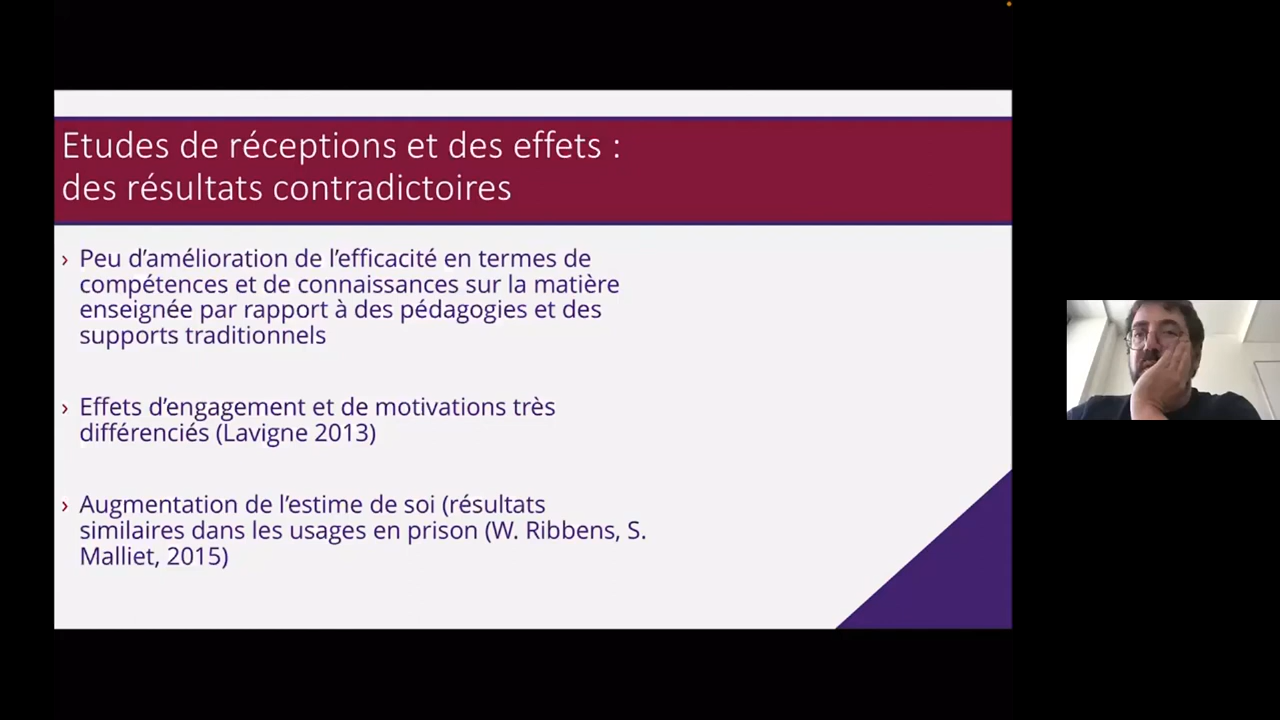 Etudes de réceptions et des effets :
des résultats contradictoires
› Peu d’amélioration de l’efficacité en termes de
compétences et de connaissances sur la matière
enseignée par rapport à des pédagogies et des
supports traditionnels
› Effets d’engagement et de motivations très
différenciés (Lavigne 2013)
› Augmentation de l’estime de soi (résultats
similaires dans les usages en prison (W. Ribbens, S.
Malliet, 2015)